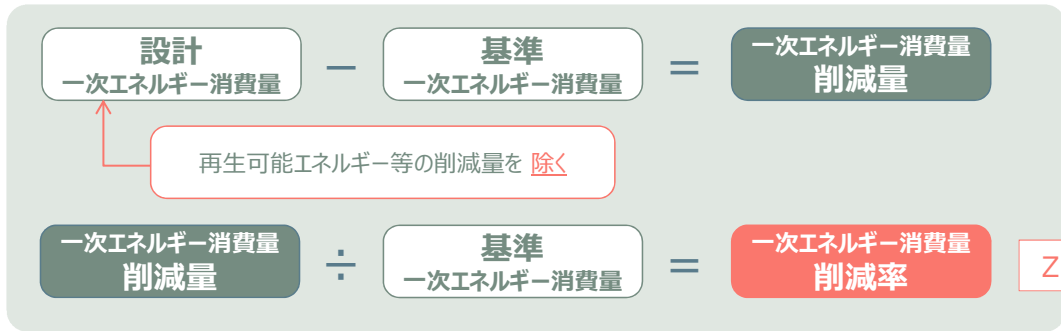 設計
一次エネルギー消費量
－
基準
一次エネルギー消費量
＝
一次エネルギー消費量
削減量
再生可能エネルギー等の削減量を 除く
一次エネルギー消費量
削減量
÷
基準
一次エネルギー消費量
＝
一次エネルギー消費量
削減率
Z